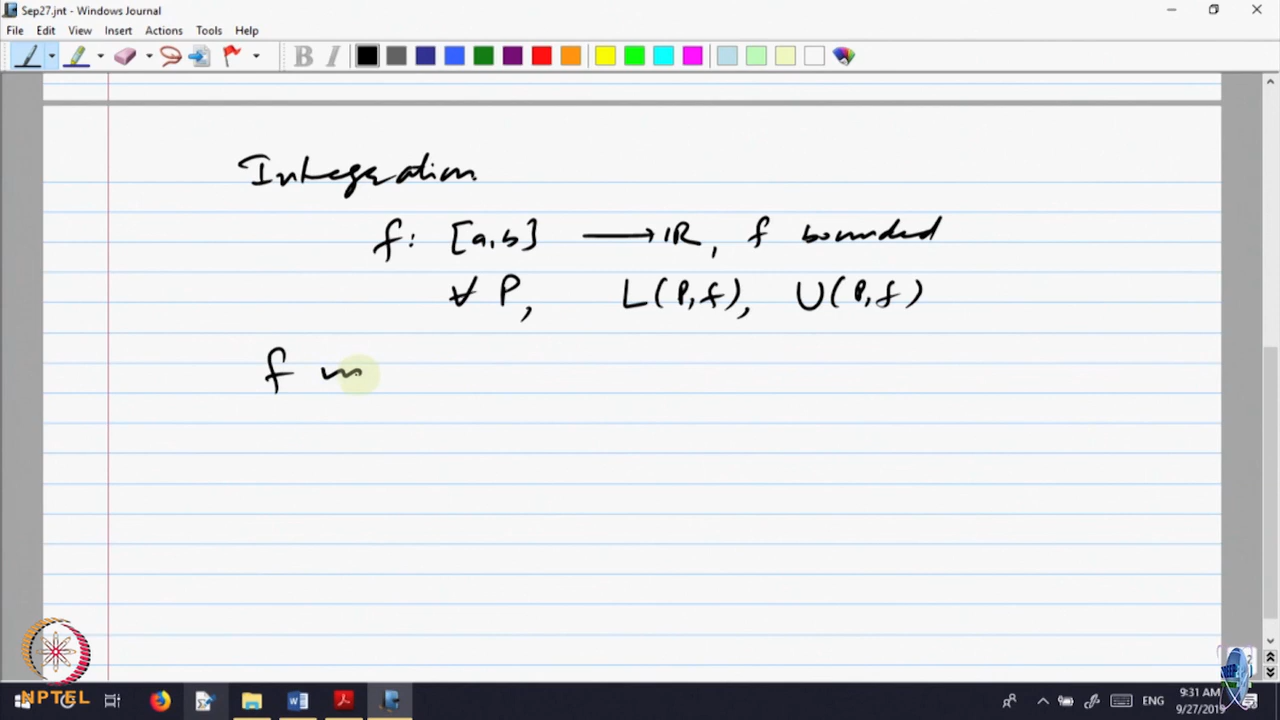 Sep27.jnt - Windows Journal
File Edit View Insert Actions Tools Help
B I
Integration.
f: [a,b] ⟶ ℝ, f bounded
∀ P, L(P,f), U(P,f)
f
NPTEL
ENG
9:31 AM